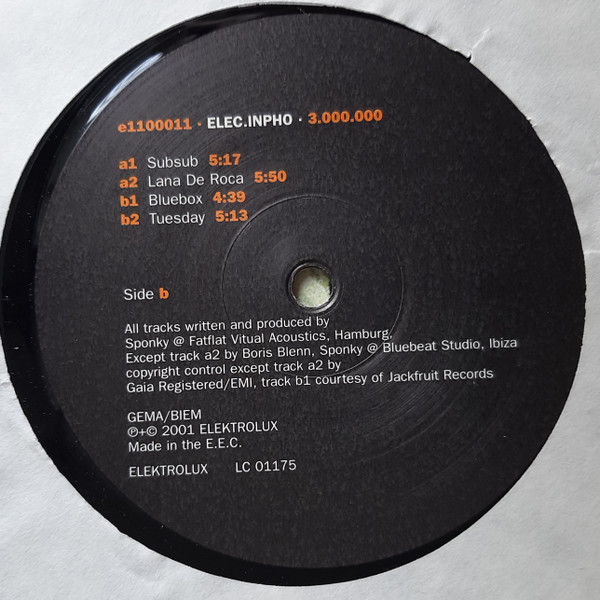 e1100011 · ELEC.INPHO · 3.000.000
a1 Subsub 5:17
a2 Lana De Roca 5:50
b1 Bluebox 4:39
b2 Tuesday 5:13
Side b
All tracks written and produced by
Sponky @ Fatflat Vitual Acoustics, Hamburg,
Except track a2 by Boris Blenn, Sponky @ Bluebeat Studio, Ibiza
copyright control except track a2 by
Gaia Registered/EMI, track b1 courtesy of Jackfruit Records
GEMA/BIEM
℗+© 2001 ELEKTROLUX
Made in the E.E.C.
ELEKTROLUX LC 01175